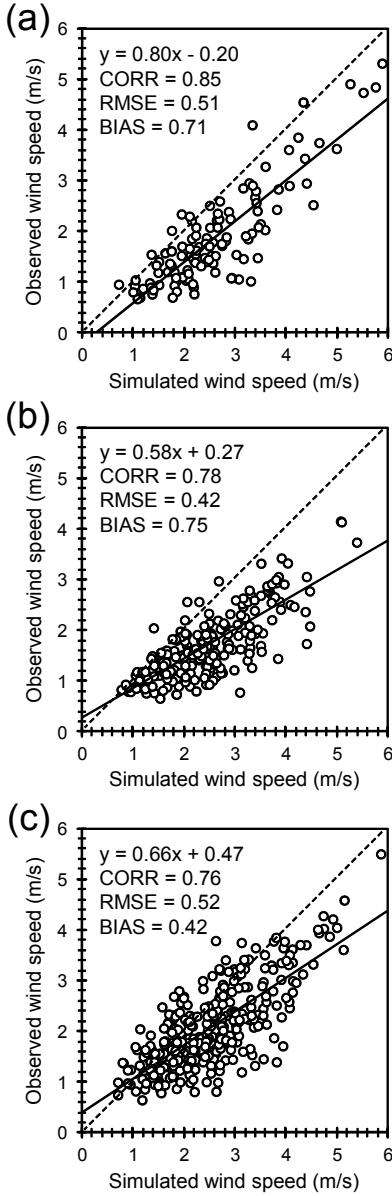 (a)
6
y = 0.80x - 0.20
CORR = 0.85
RMSE = 0.51
BIAS = 0.71
5
4
3
2
1
0
Observed wind speed (m/s)
0 1 2 3 4 5 6
Simulated wind speed (m/s)
(b)
6
y = 0.58x + 0.27
CORR = 0.78
RMSE = 0.42
BIAS = 0.75
5
4
3
2
1
0
Observed wind speed (m/s)
0 1 2 3 4 5 6
Simulated wind speed (m/s)
(c)
6
y = 0.66x + 0.47
CORR = 0.76
RMSE = 0.52
BIAS = 0.42
5
4
3
2
1
0
Observed wind speed (m/s)
0 1 2 3 4 5 6
Simulated wind speed (m/s)